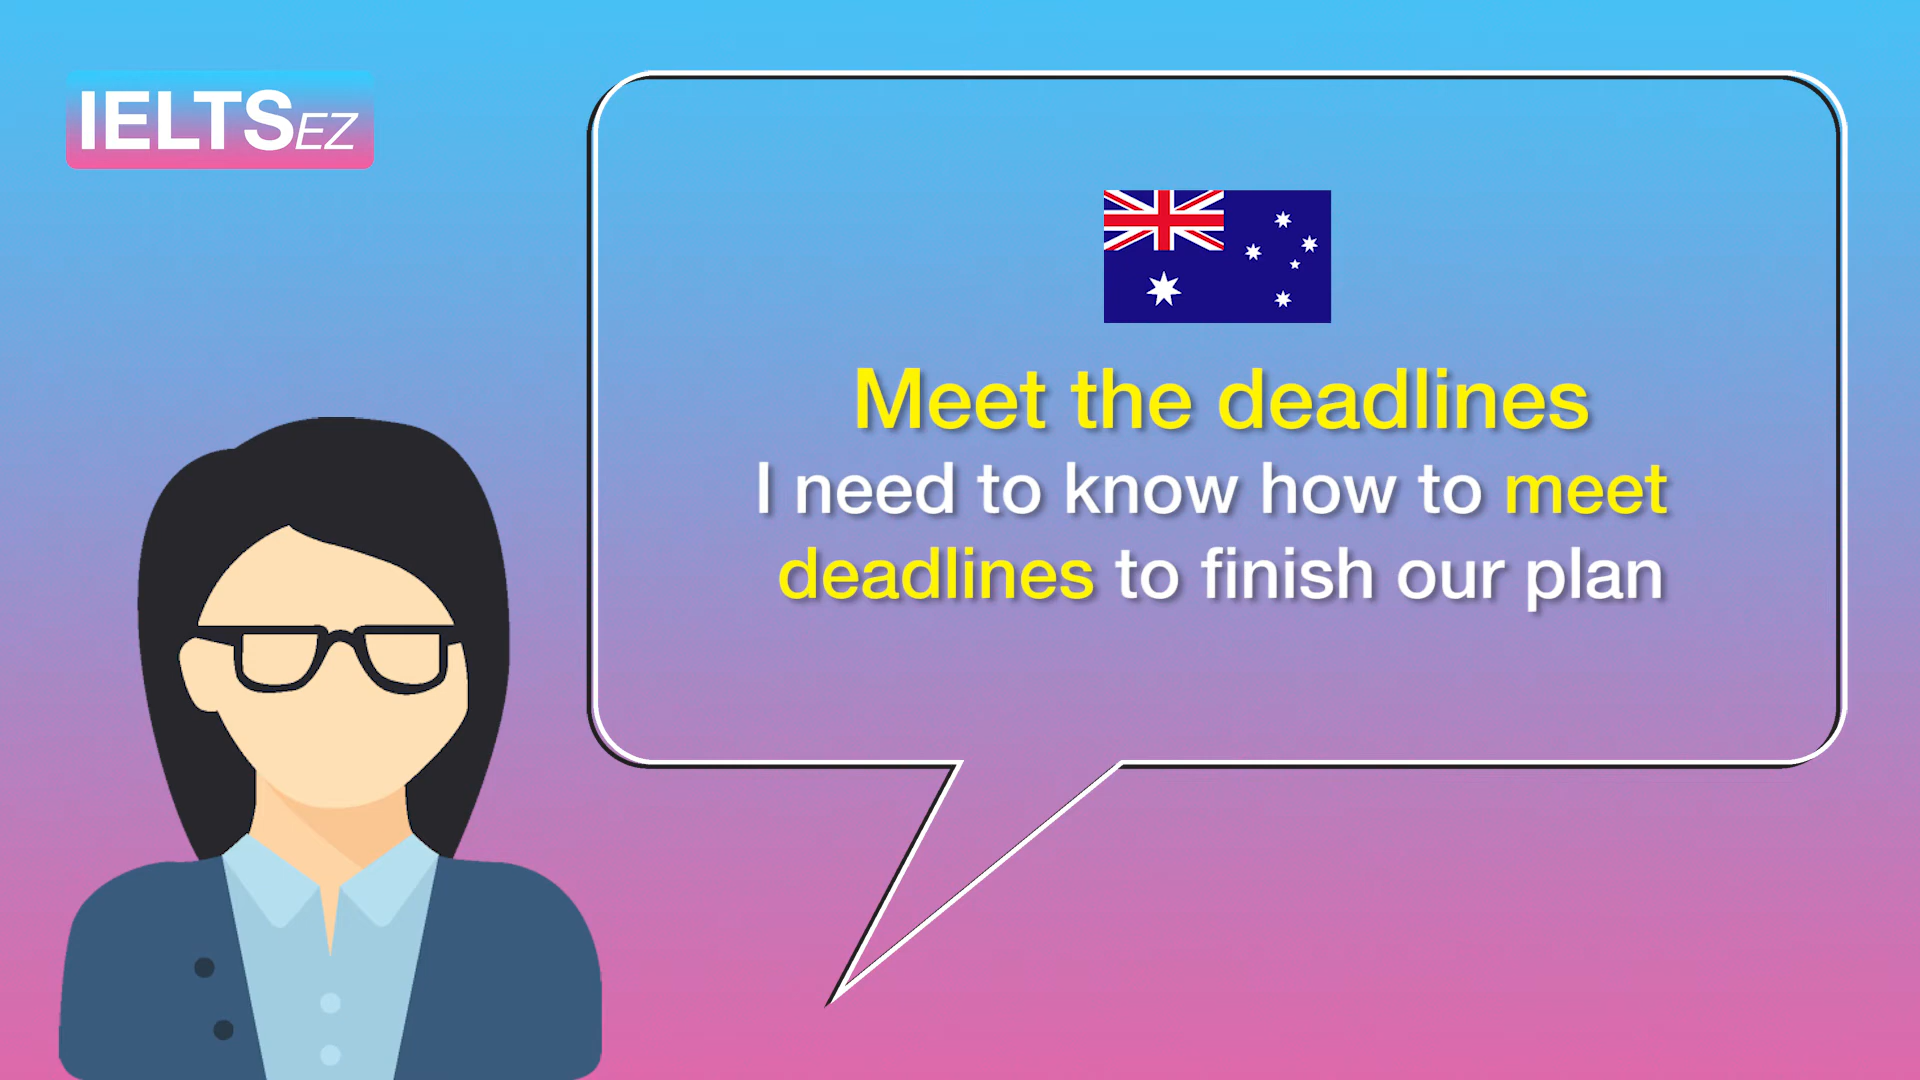 IELTSEZ
Meet the deadlines
I need to know how to meet
deadlines to finish our plan